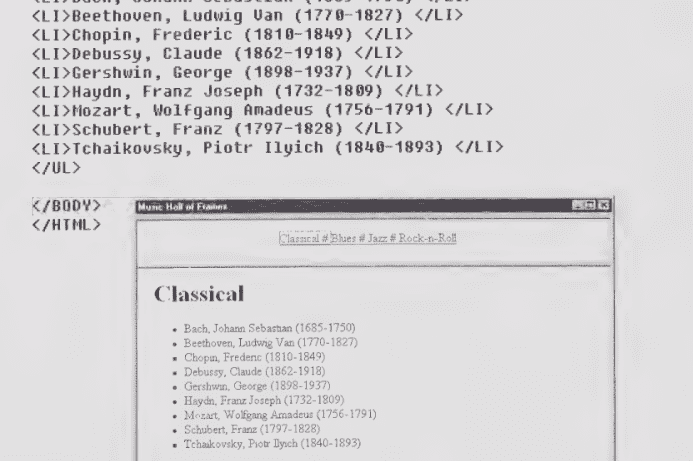 <LI>Beethoven, Ludwig Van (1770-1827) </LI>
<LI>Chopin, Frederic (1810-1849) </LI>
<LI>Debussy, Claude (1862-1918) </LI>
<LI>Gershwin, George (1898-1937) </LI>
<LI>Haydn, Franz Joseph (1732-1809) </LI>
<LI>Mozart, Wolfgang Amadeus (1756-1791) </LI>
<LI>Schubert, Franz (1797-1828) </LI>
<LI>Tchaikovsky, Piotr Ilyich (1840-1893) </LI>
</UL>
</BODY>
</HTML>
Music Hall of Frames
Classical # Blues # Jazz # Rock-n-Roll
Classical
• Bach, Johann Sebastian (1685-1750)
• Beethoven, Ludwig Van (1770-1827)
• Chopin, Frederic (1810-1849)
• Debussy, Claude (1862-1918)
• Gershwin, George (1898-1937)
• Haydn, Franz Joseph (1732-1809)
• Mozart, Wolfgang Amadeus (1756-1791)
• Schubert, Franz (1797-1828)
• Tchaikovsky, Piotr Ilyich (1840-1893)